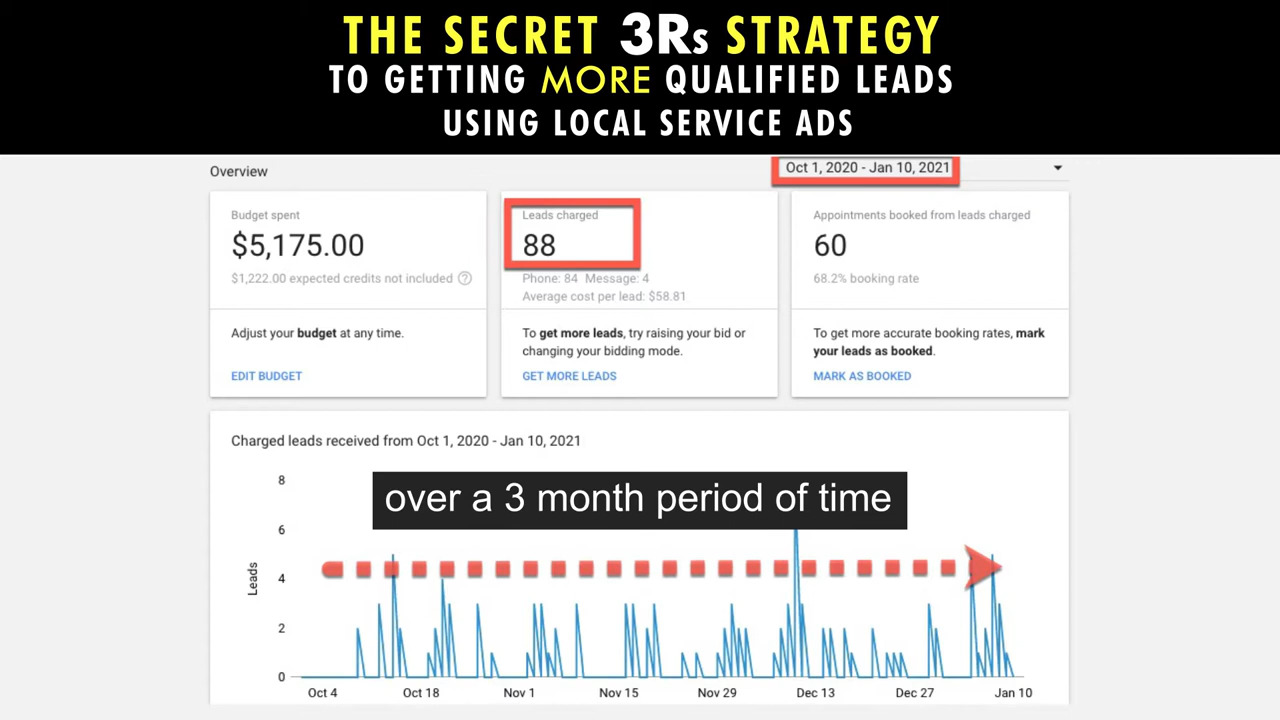 THE SECRET 3Rs STRATEGY
TO GETTING MORE QUALIFIED LEADS
USING LOCAL SERVICE ADS
Overview
Oct 1, 2020 - Jan 10, 2021
Budget spent
$5,175.00
$1,222.00 expected credits not included ?
Adjust your budget at any time.
EDIT BUDGET
Leads charged
88
Phone: 84 Message: 4
Average cost per lead: $58.81
To get more leads, try raising your bid or
changing your bidding mode.
GET MORE LEADS
Appointments booked from leads charged
60
68.2% booking rate
To get more accurate booking rates, mark
your leads as booked.
MARK AS BOOKED
Charged leads received from Oct 1, 2020 - Jan 10, 2021
over a 3 month period of time
Leads
8
6
4
2
0
Oct 4 Oct 18 Nov 1 Nov 15 Nov 29 Dec 13 Dec 27 Jan 10